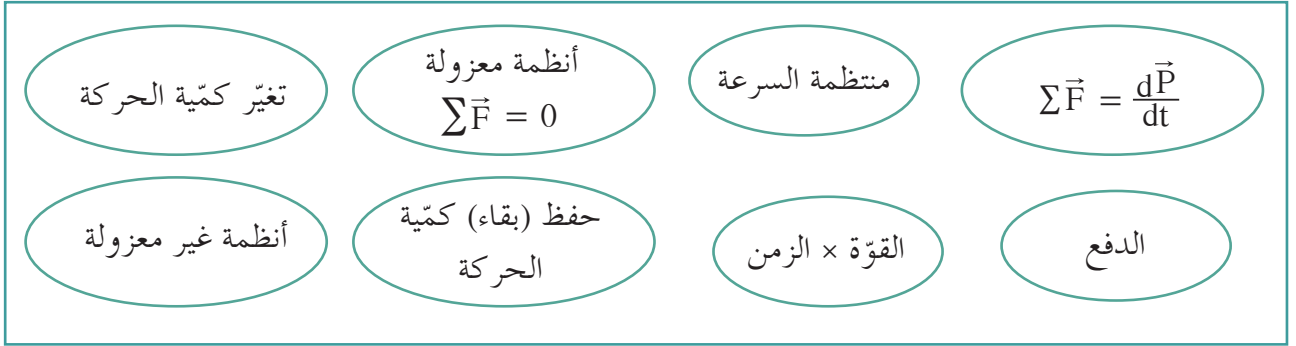 تغيّر كمّية الحركة
أنظمة معزولة
∑F⃗ = 0
منتظمة السرعة
∑F⃗ = dP⃗/dt
أنظمة غير معزولة
حفظ (بقاء) كمّية
الحركة
القوّة × الزمن
الدفع